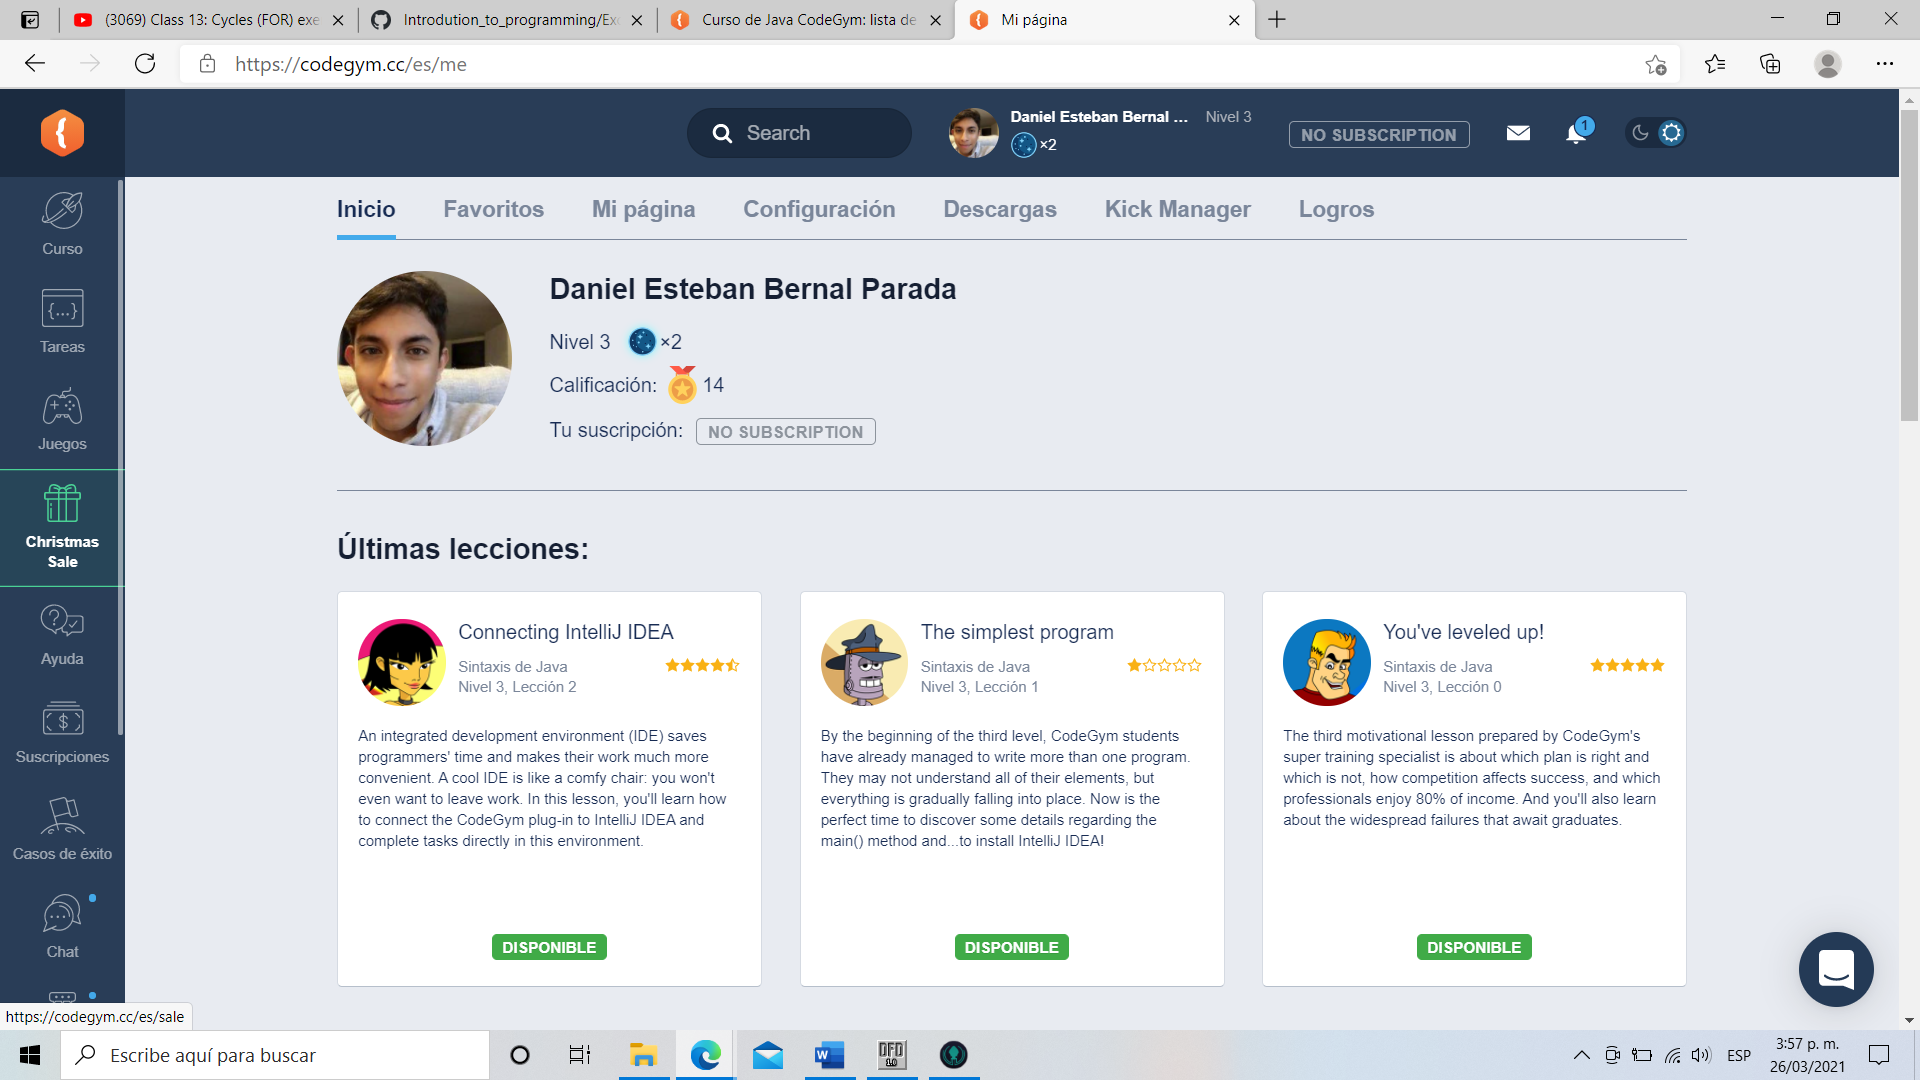 (3069) Class 13: Cycles (FOR) exe
Introdution_to_programming/Exc
Curso de Java CodeGym: lista de
Mi página
https://codegym.cc/es/me
Search
Daniel Esteban Bernal ...
Nivel 3
×2
NO SUBSCRIPTION
1
Inicio
Favoritos
Mi página
Configuración
Descargas
Kick Manager
Logros
Curso
Tareas
Juegos
Christmas
Sale
Ayuda
Suscripciones
Casos de éxito
Chat
Daniel Esteban Bernal Parada
Nivel 3 ×2
Calificación: 14
Tu suscripción: NO SUBSCRIPTION
Últimas lecciones:
Connecting IntelliJ IDEA
Sintaxis de Java
Nivel 3, Lección 2
An integrated development environment (IDE) saves
programmers' time and makes their work much more
convenient. A cool IDE is like a comfy chair: you won't
even want to leave work. In this lesson, you'll learn how
to connect the CodeGym plug-in to IntelliJ IDEA and
complete tasks directly in this environment.
DISPONIBLE
The simplest program
Sintaxis de Java
Nivel 3, Lección 1
By the beginning of the third level, CodeGym students
have already managed to write more than one program.
They may not understand all of their elements, but
everything is gradually falling into place. Now is the
perfect time to discover some details regarding the
main() method and...to install IntelliJ IDEA!
DISPONIBLE
You've leveled up!
Sintaxis de Java
Nivel 3, Lección 0
The third motivational lesson prepared by CodeGym's
super training specialist is about which plan is right and
which is not, how competition affects success, and which
professionals enjoy 80% of income. And you'll also learn
about the widespread failures that await graduates.
DISPONIBLE
https://codegym.cc/es/sale
Escribe aquí para buscar
DFD
1.0
ESP
3:57 p. m.
26/03/2021